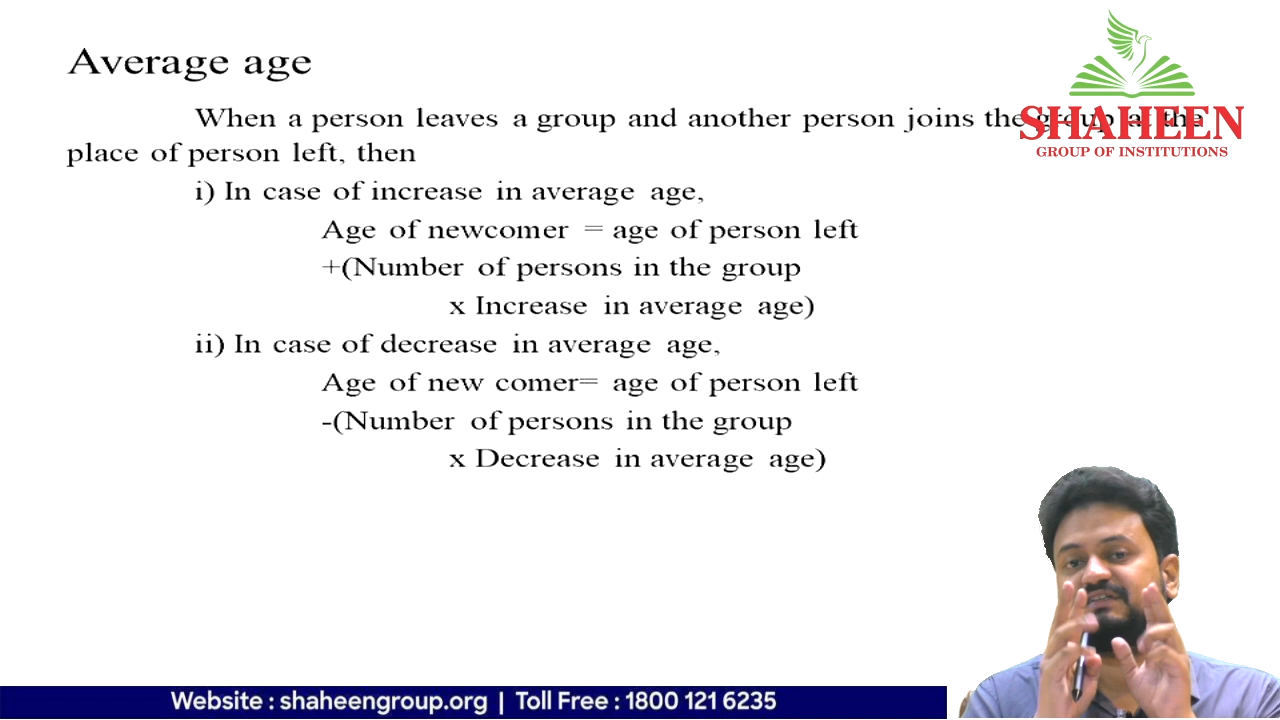 Average age
When a person leaves a group and another person joins the group at the
place of person left, then
i) In case of increase in average age,
Age of newcomer = age of person left
+(Number of persons in the group
x Increase in average age)
ii) In case of decrease in average age,
Age of new comer= age of person left
-(Number of persons in the group
x Decrease in average age)
SHAHEEN
GROUP OF INSTITUTIONS
Website : shaheengroup.org | Toll Free : 1800 121 6235